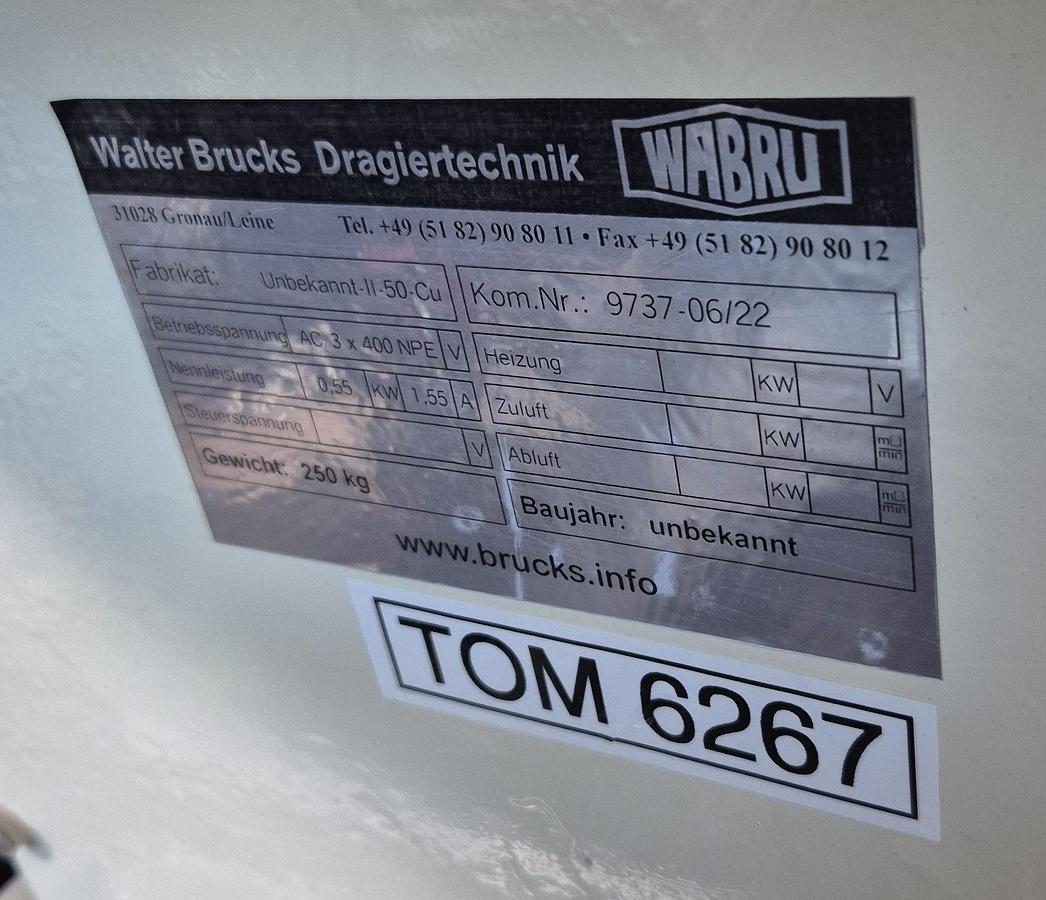 Walter Brucks Dragiertechnik WABRU
31028 Gronau/Leine Tel. +49 (51 82) 90 80 11 • Fax +49 (51 82) 90 80 12
Fabrikat: Unbekannt-II-50-Cu Kom.Nr.: 9737-06/22
Betriebsspannung AC 3 x 400 NPE V Heizung KW V
Nennleistung 0,55 KW 1,55 A Zuluft KW
Steuerspannung V Abluft KW
Gewicht: 250 kg Baujahr: unbekannt
www.brucks.info
TOM 6267